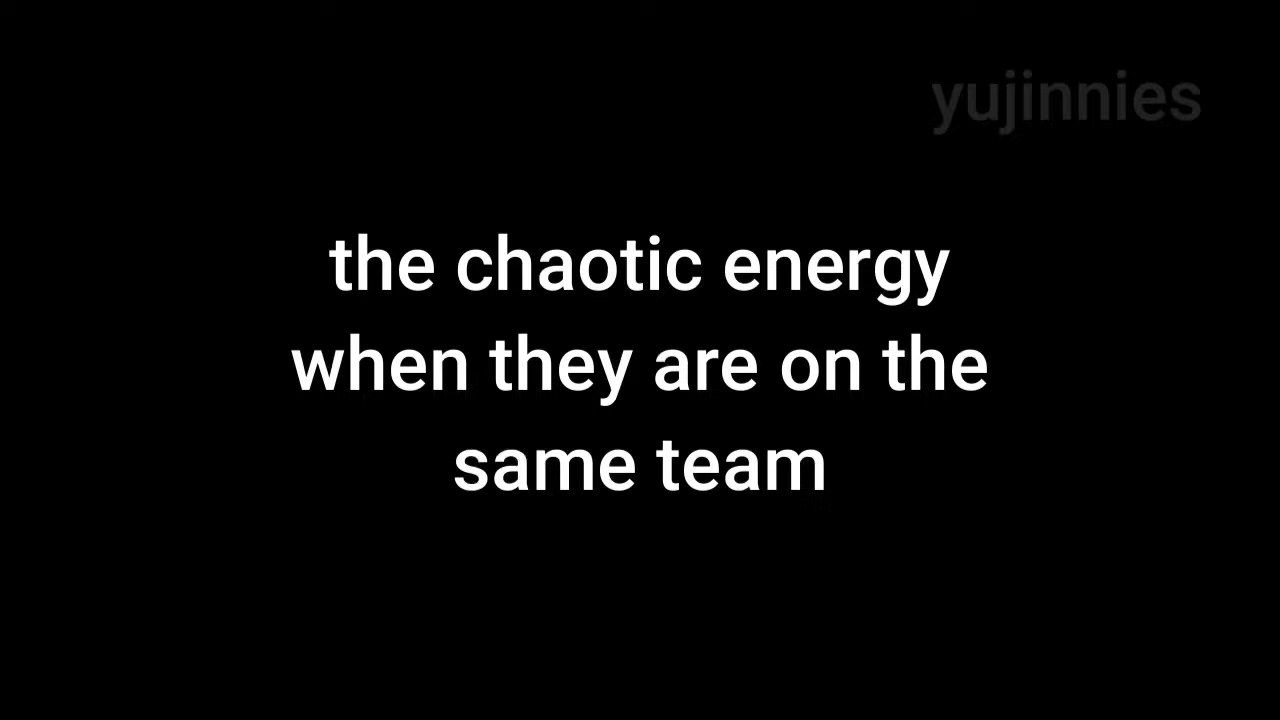 yujinnies
the chaotic energy
when they are on the
same team